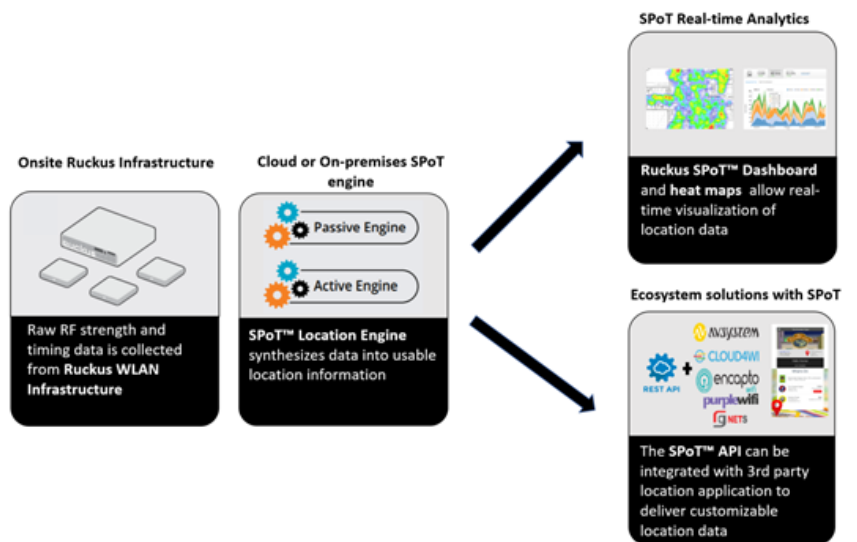 Onsite Ruckus Infrastructure
Raw RF strength and
timing data is collected
from Ruckus WLAN
Infrastructure
Cloud or On-premises SPoT
engine
Passive Engine
Active Engine
SPoT™ Location Engine
synthesizes data into usable
location information
SPoT Real-time Analytics
Ruckus SPoT™ Dashboard
and heat maps allow real-
time visualization of
location data
Ecosystem solutions with SPoT
REST API
+
AVSYSTEM
CLOUD4WI
encapto
wifi
purplewifi
rg NETS
The SPoT™ API can be
integrated with 3rd party
location application to
deliver customizable
location data